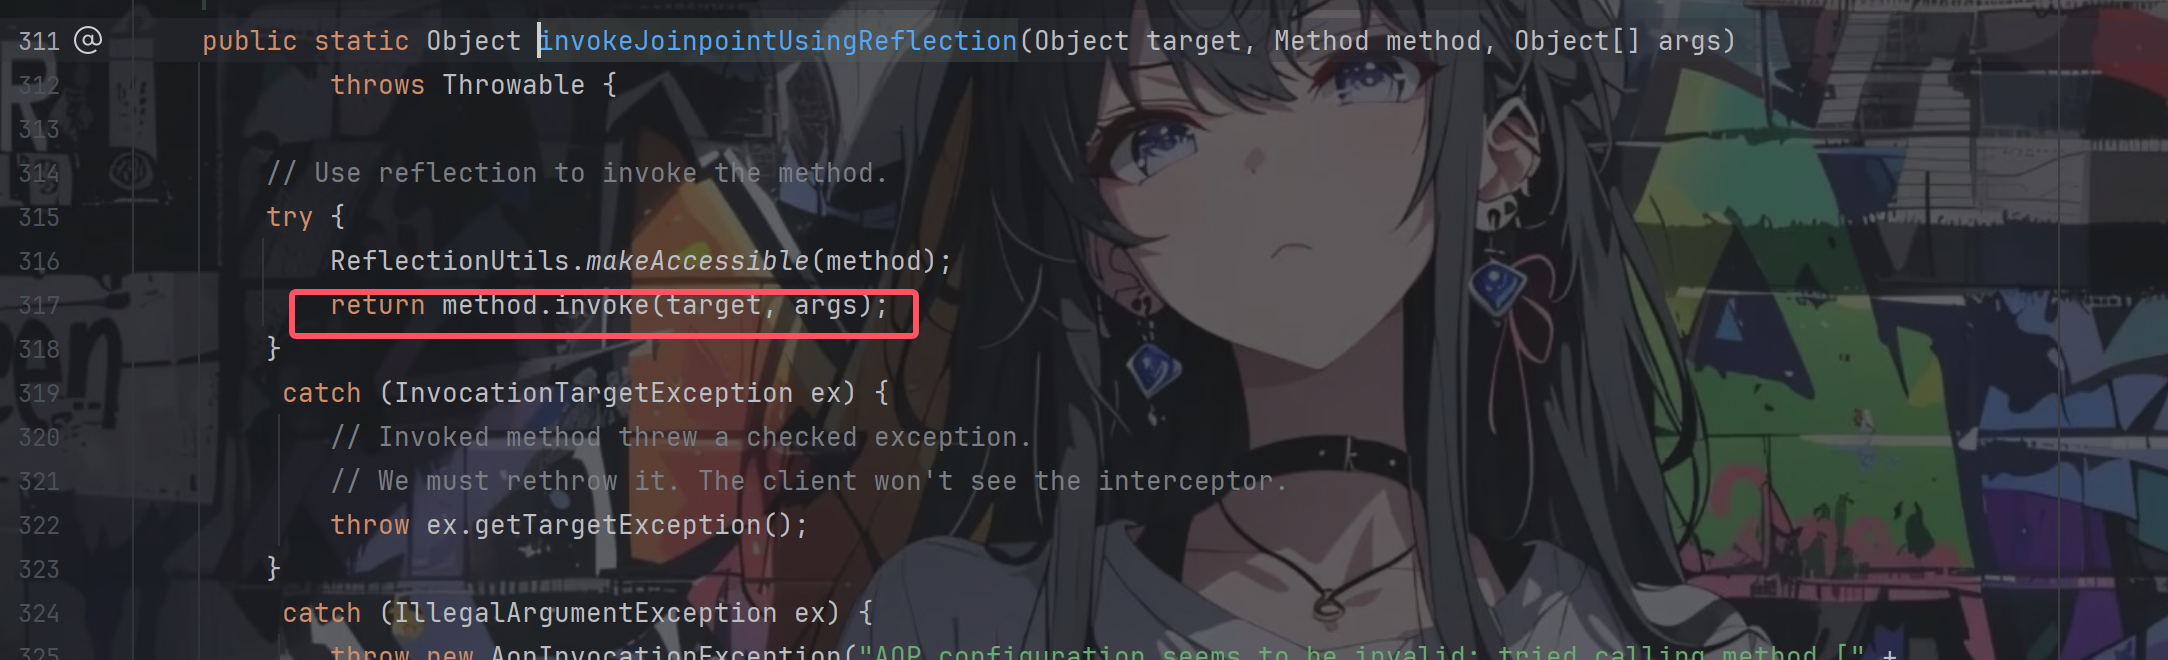 311 @ public static Object invokeJoinpointUsingReflection(Object target, Method method, Object[] args)
312 throws Throwable {
313
314 // Use reflection to invoke the method.
315 try {
316 ReflectionUtils.makeAccessible(method);
317 return method.invoke(target, args);
318 }
319 catch (InvocationTargetException ex) {
320 // Invoked method threw a checked exception.
321 // We must rethrow it. The client won't see the interceptor.
322 throw ex.getTargetException();
323 }
324 catch (IllegalArgumentException ex) {
325 throw new AopInvocationException("AOP configuration seems to be invalid: tried calling method [" +